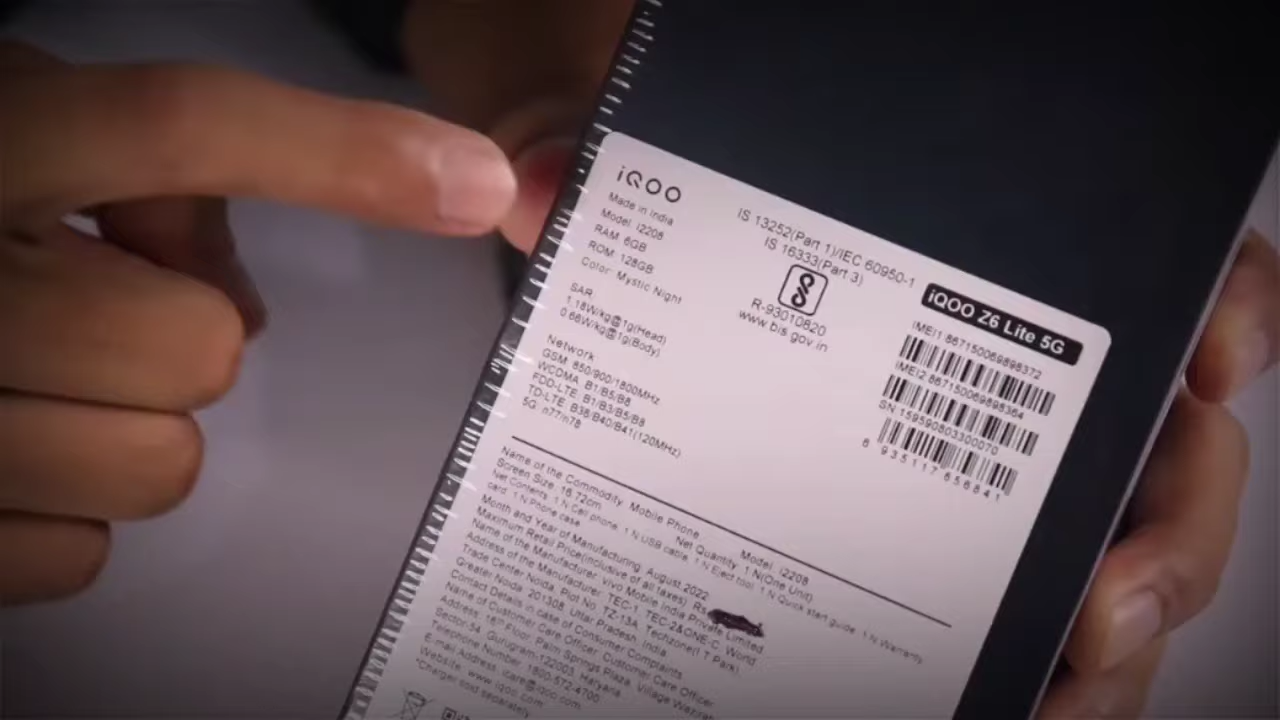 iQOO
Made in India
Model: I2208
RAM: 6GB
ROM: 128GB
Color: Mystic Night
SAR:
1.18W/kg@1g(Head)
0.66W/kg@1g(Body)
Network
GSM: 850/900/1800MHz
WCDMA: B1/B5/B8
FDD-LTE: B1/B3/B5/B8
TD-LTE: B38/B40/B41(120MHz)
5G: n77/n78
IS 13252(Part 1)/IEC 60950-1
IS 16333(Part 3)
R-93010820
www.bis.gov.in
iQOO Z6 Lite 5G
IMEI1 867150069898372
IMEI2 867150069898364
SN 159590803300070
8 935117 656841
Name of the Commodity: Mobile Phone Model: I2208
Screen Size: 16.72cm Net Quantity: 1 N(One Unit)
Net Contents: 1 N Cell phone, 1 N USB cable, 1 N Eject tool, 1 N Quick start guide, 1 N Warranty
card, 1 N Phone case
Month and Year of Manufacturing: August,2022
Maximum Retail Price(inclusive of all taxes): Rs
Name of the Manufacturer: vivo Mobile India Private Limited
Address of the Manufacturer: TEC-1, TEC-2&ONE-C, World
Trade Center Noida, Plot No. TZ-13A, Techzone(I T Park),
Greater Noida, 201308, Uttar Pradesh, India
Contact Details in case of Consumer Complaints
Name of Customer Care Officer: Customer Care Officer
Address: 16th Floor, Palm Springs Plaza, Village
Sector-54, Gurugram-122003, Haryana
Telephone Number: 1800-572-4700
E-mail Address: icare@iqoo.com
Website: www.iqoo.com
*Charger sold separately